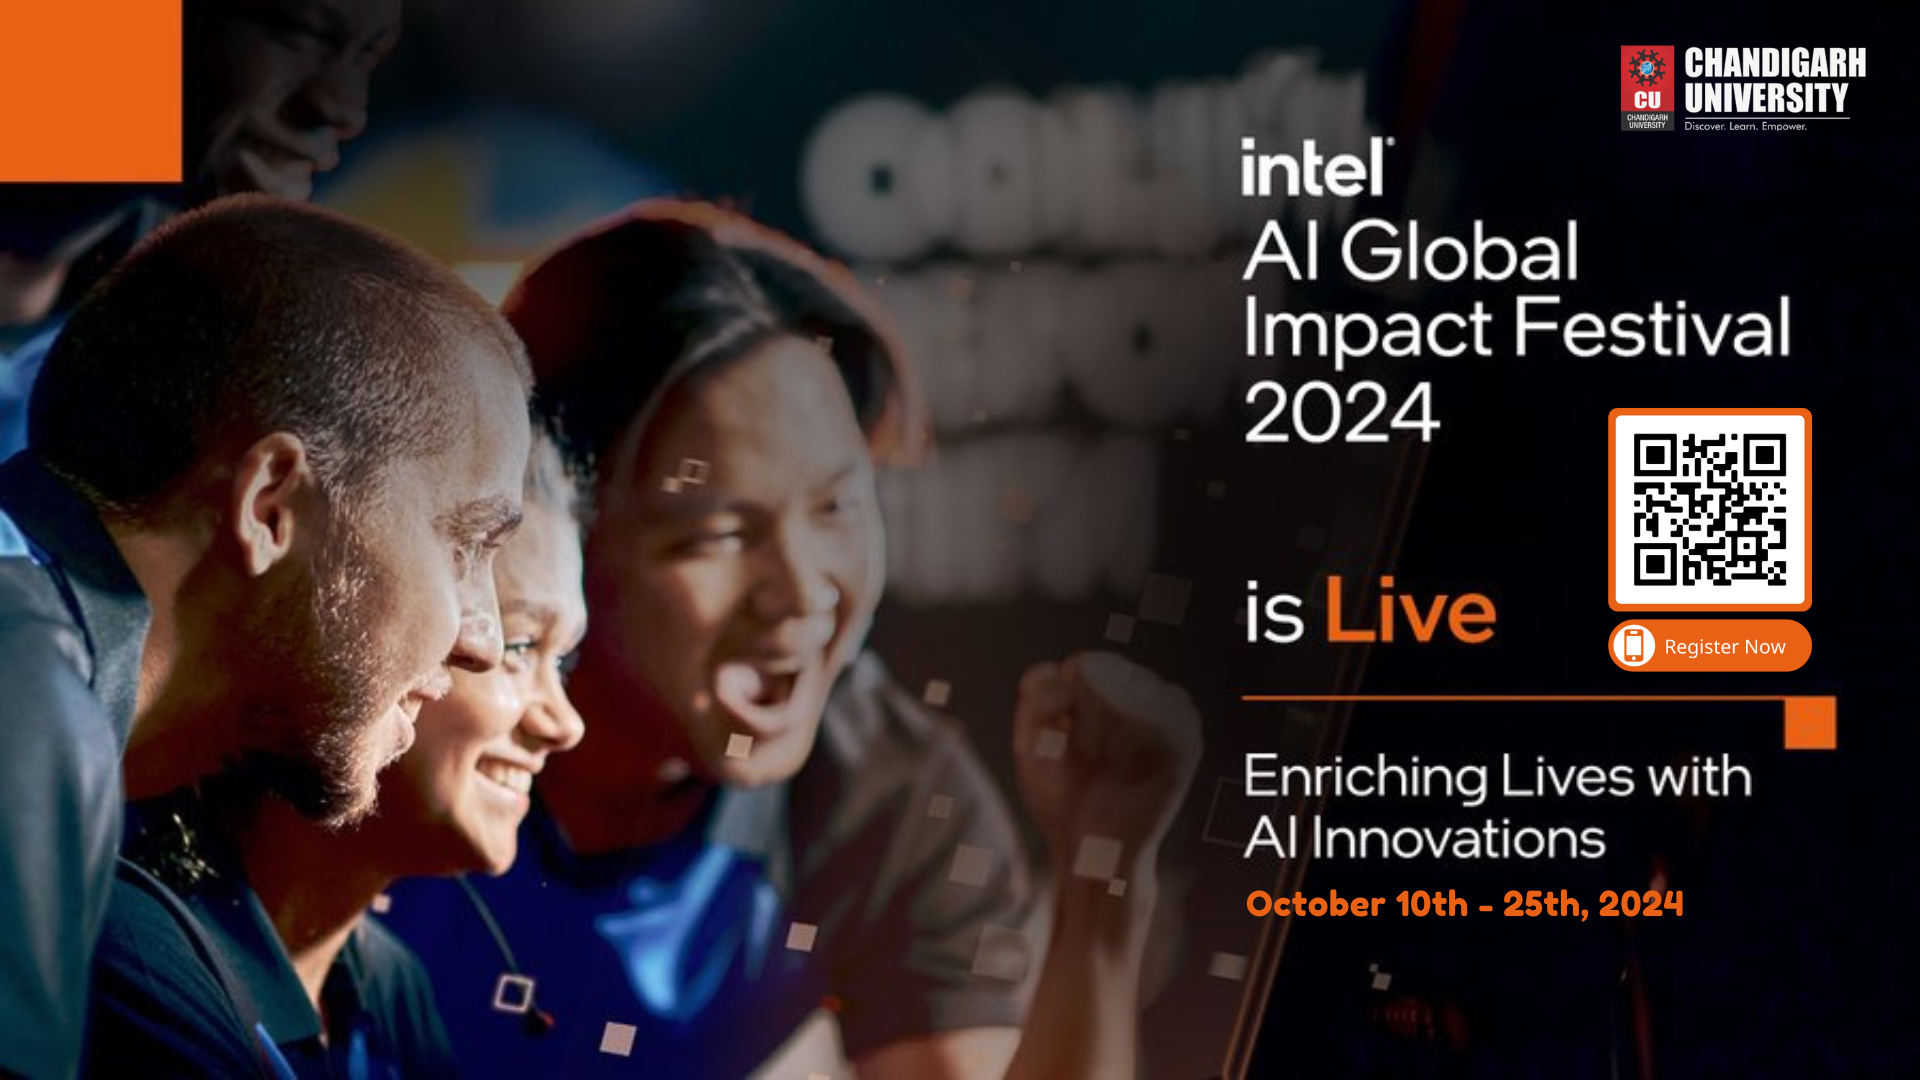 CHANDIGARH
UNIVERSITY
Discover. Learn. Empower.
CU
CHANDIGARH
UNIVERSITY
intel
AI Global
Impact Festival
2024
is Live
Register Now
Enriching Lives with
AI Innovations
October 10th - 25th, 2024